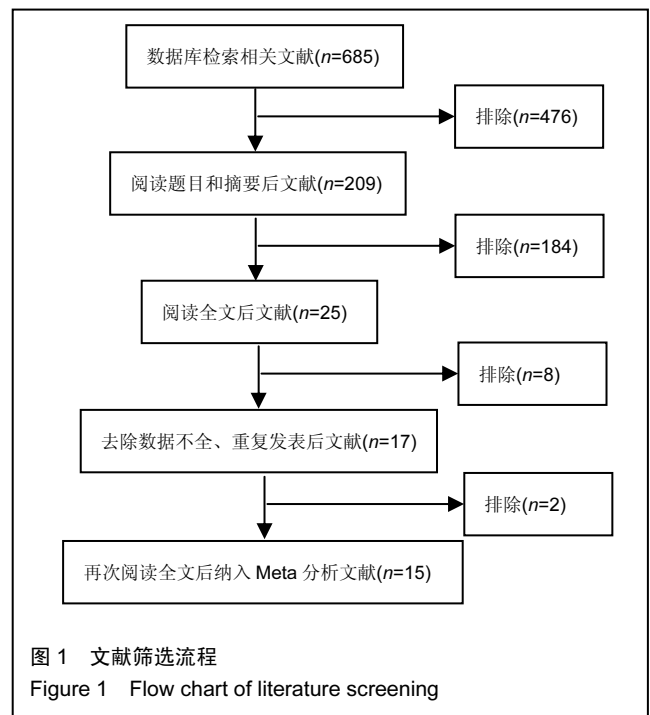 数据库检索相关文献(n=685)
排除(n=476)
阅读题目和摘要后文献(n=209)
排除(n=184)
阅读全文后文献(n=25)
排除(n=8)
去除数据不全、重复发表后文献(n=17)
排除(n=2)
再次阅读全文后纳入 Meta 分析文献(n=15)
图 1 文献筛选流程
Figure 1 Flow chart of literature screening